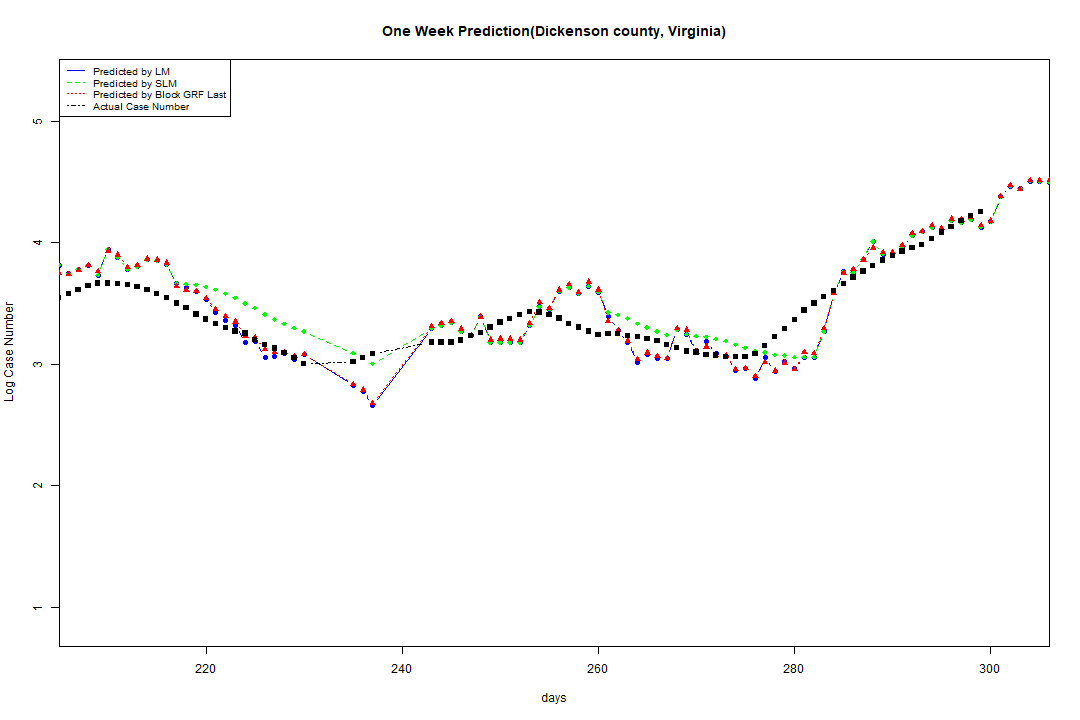 One Week Prediction(Dickenson county, Virginia)
Predicted by LM
Predicted by SLM
Predicted by Block GRF Last
Actual Case Number
5
4
3
2
1
Log Case Number
220 240 260 280 300
days